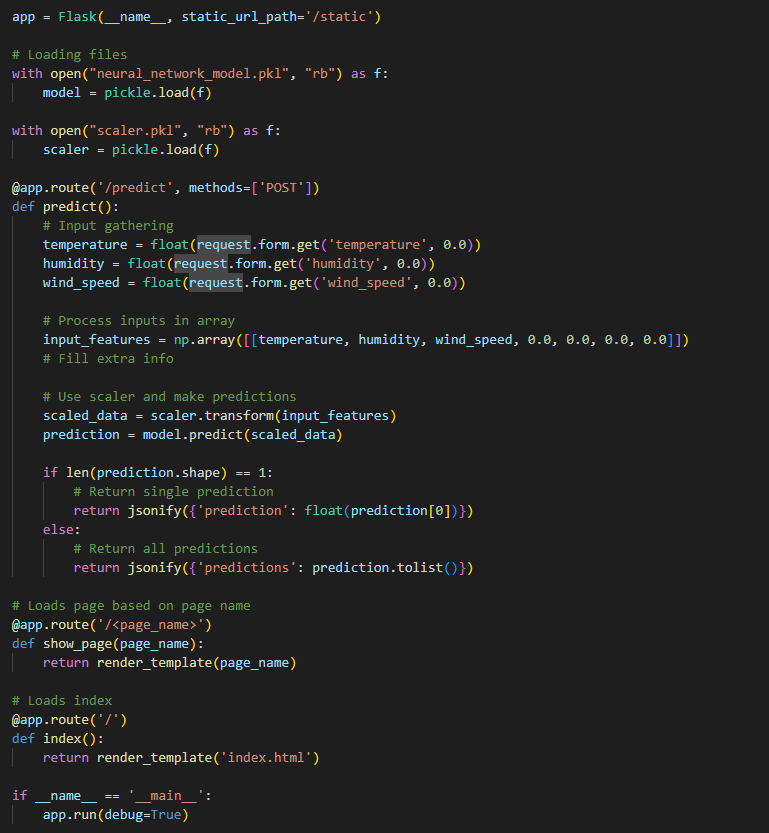 app = Flask(__name__, static_url_path='/static')
# Loading files
with open("neural_network_model.pkl", "rb") as f:
    model = pickle.load(f)
with open("scaler.pkl", "rb") as f:
    scaler = pickle.load(f)
@app.route('/predict', methods=['POST'])
def predict():
    # Input gathering
    temperature = float(request.form.get('temperature', 0.0))
    humidity = float(request.form.get('humidity', 0.0))
    wind_speed = float(request.form.get('wind_speed', 0.0))
    # Process inputs in array
    input_features = np.array([[temperature, humidity, wind_speed, 0.0, 0.0, 0.0, 0.0]])
    # Fill extra info
    # Use scaler and make predictions
    scaled_data = scaler.transform(input_features)
    prediction = model.predict(scaled_data)
    if len(prediction.shape) == 1:
        # Return single prediction
        return jsonify({'prediction': float(prediction[0])})
    else:
        # Return all predictions
        return jsonify({'predictions': prediction.tolist()})
# Loads page based on page name
@app.route('/<page_name>')
def show_page(page_name):
    return render_template(page_name)
# Loads index
@app.route('/')
def index():
    return render_template('index.html')
if __name__ == '__main__':
    app.run(debug=True)